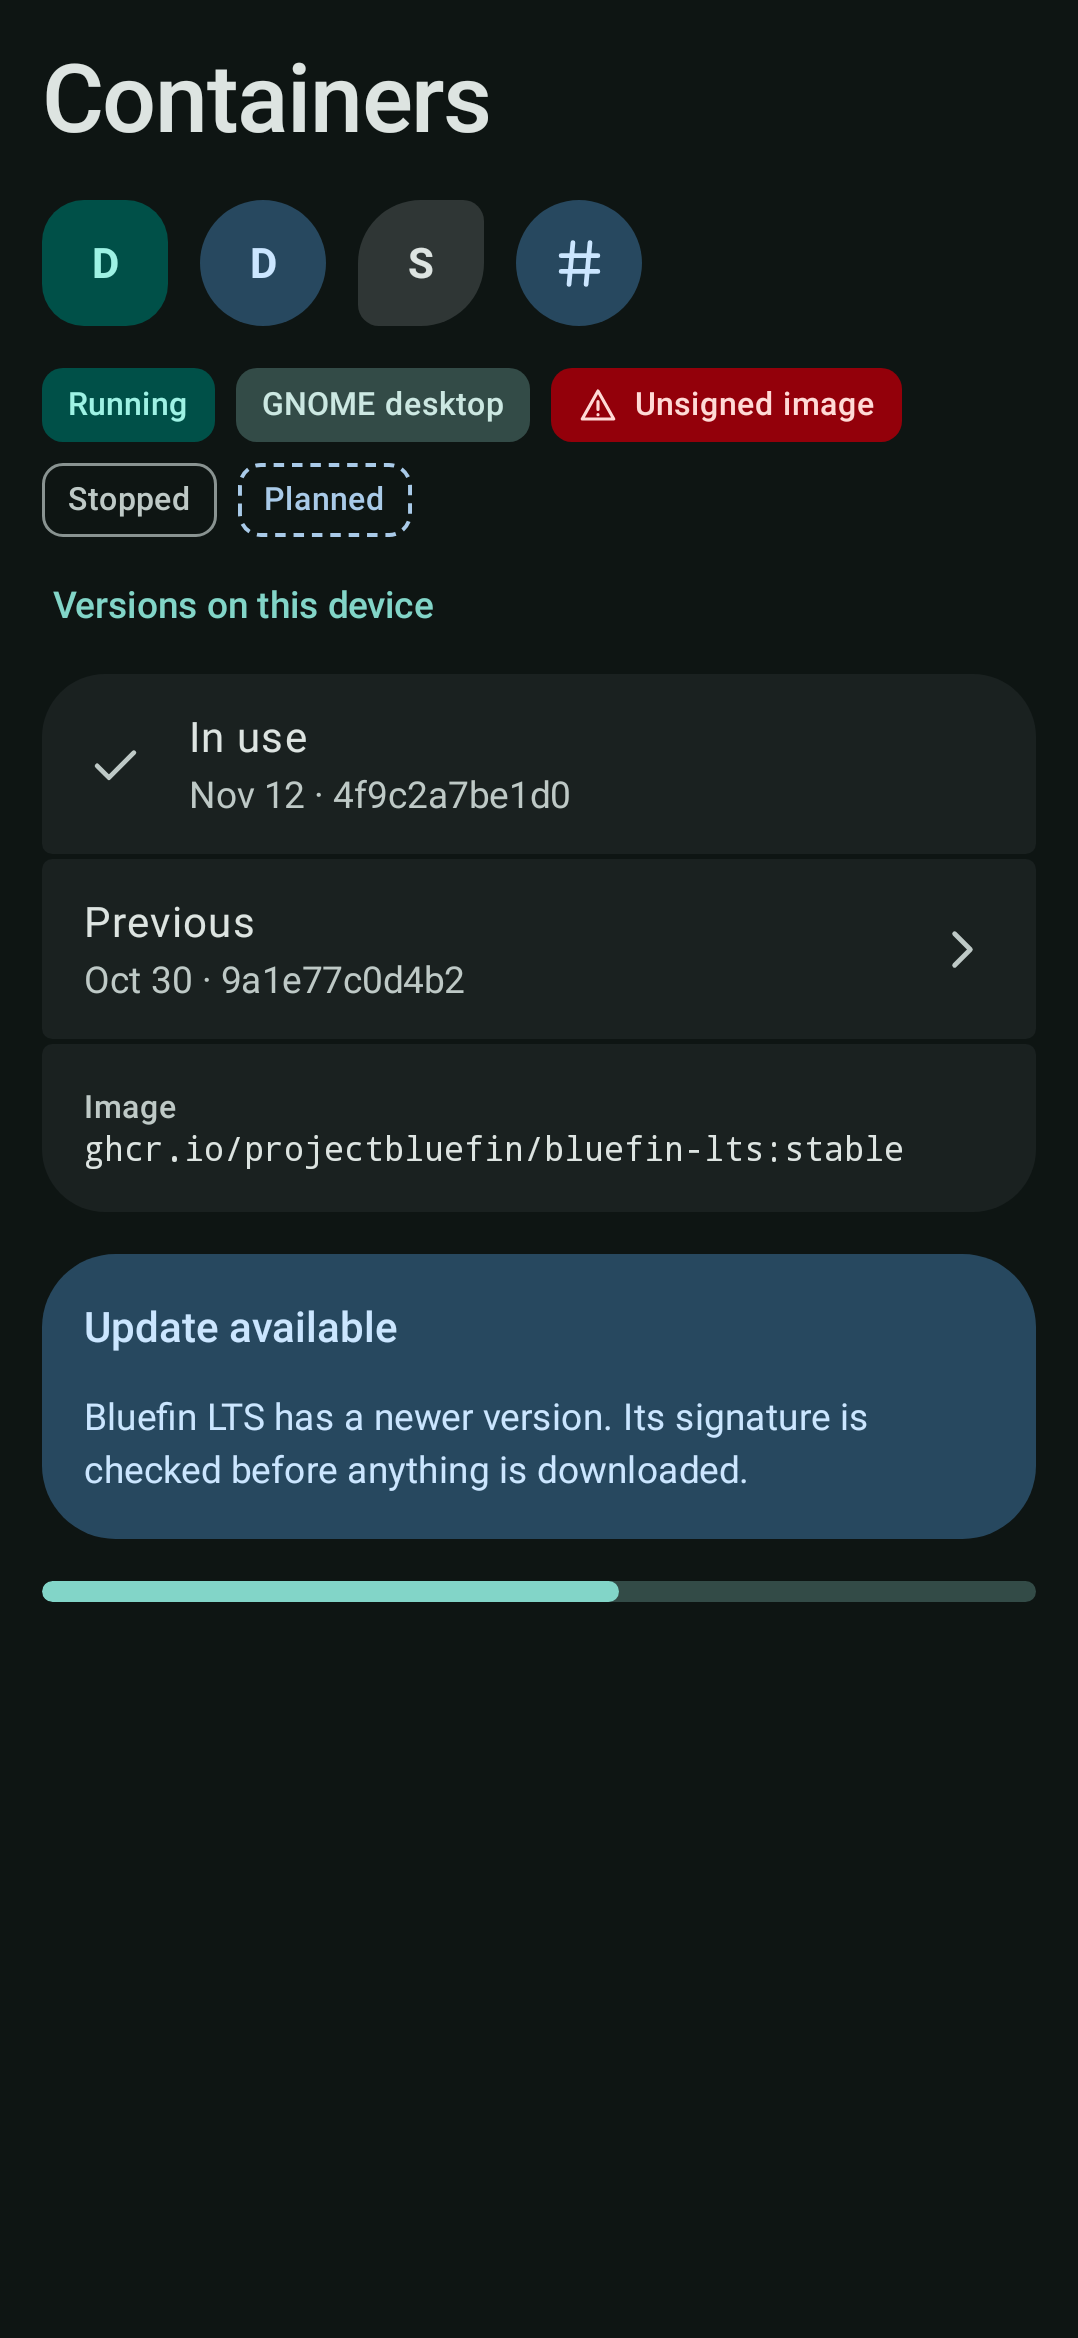 Containers
D D S #
Running GNOME desktop Unsigned image
Stopped Planned
Versions on this device
In use
Nov 12 · 4f9c2a7be1d0
Previous
Oct 30 · 9a1e77c0d4b2
Image
ghcr.io/projectbluefin/bluefin-lts:stable
Update available
Bluefin LTS has a newer version. Its signature is
checked before anything is downloaded.